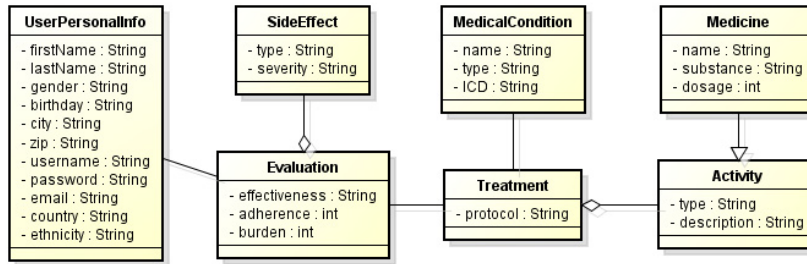 UserPersonalInfo
- firstName : String
- lastName : String
- gender : String
- birthday : String
- city : String
- zip : String
- username : String
- password : String
- email : String
- country : String
- ethnicity : String
SideEffect
- type : String
- severity : String
MedicalCondition
- name : String
- type : String
- ICD : String
Medicine
- name : String
- substance : String
- dosage : int
Evaluation
- effectiveness : String
- adherence : int
- burden : int
Treatment
- protocol : String
Activity
- type : String
- description : String